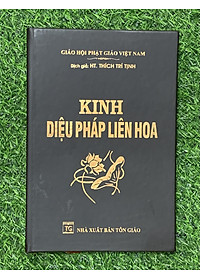 GIÁO HỘI PHẬT GIÁO VIỆT NAM
Dịch giả: HT. THÍCH TRÍ TỊNH
KINH
DIỆU PHÁP LIÊN HOA
TG
NHÀ XUẤT BẢN TÔN GIÁO